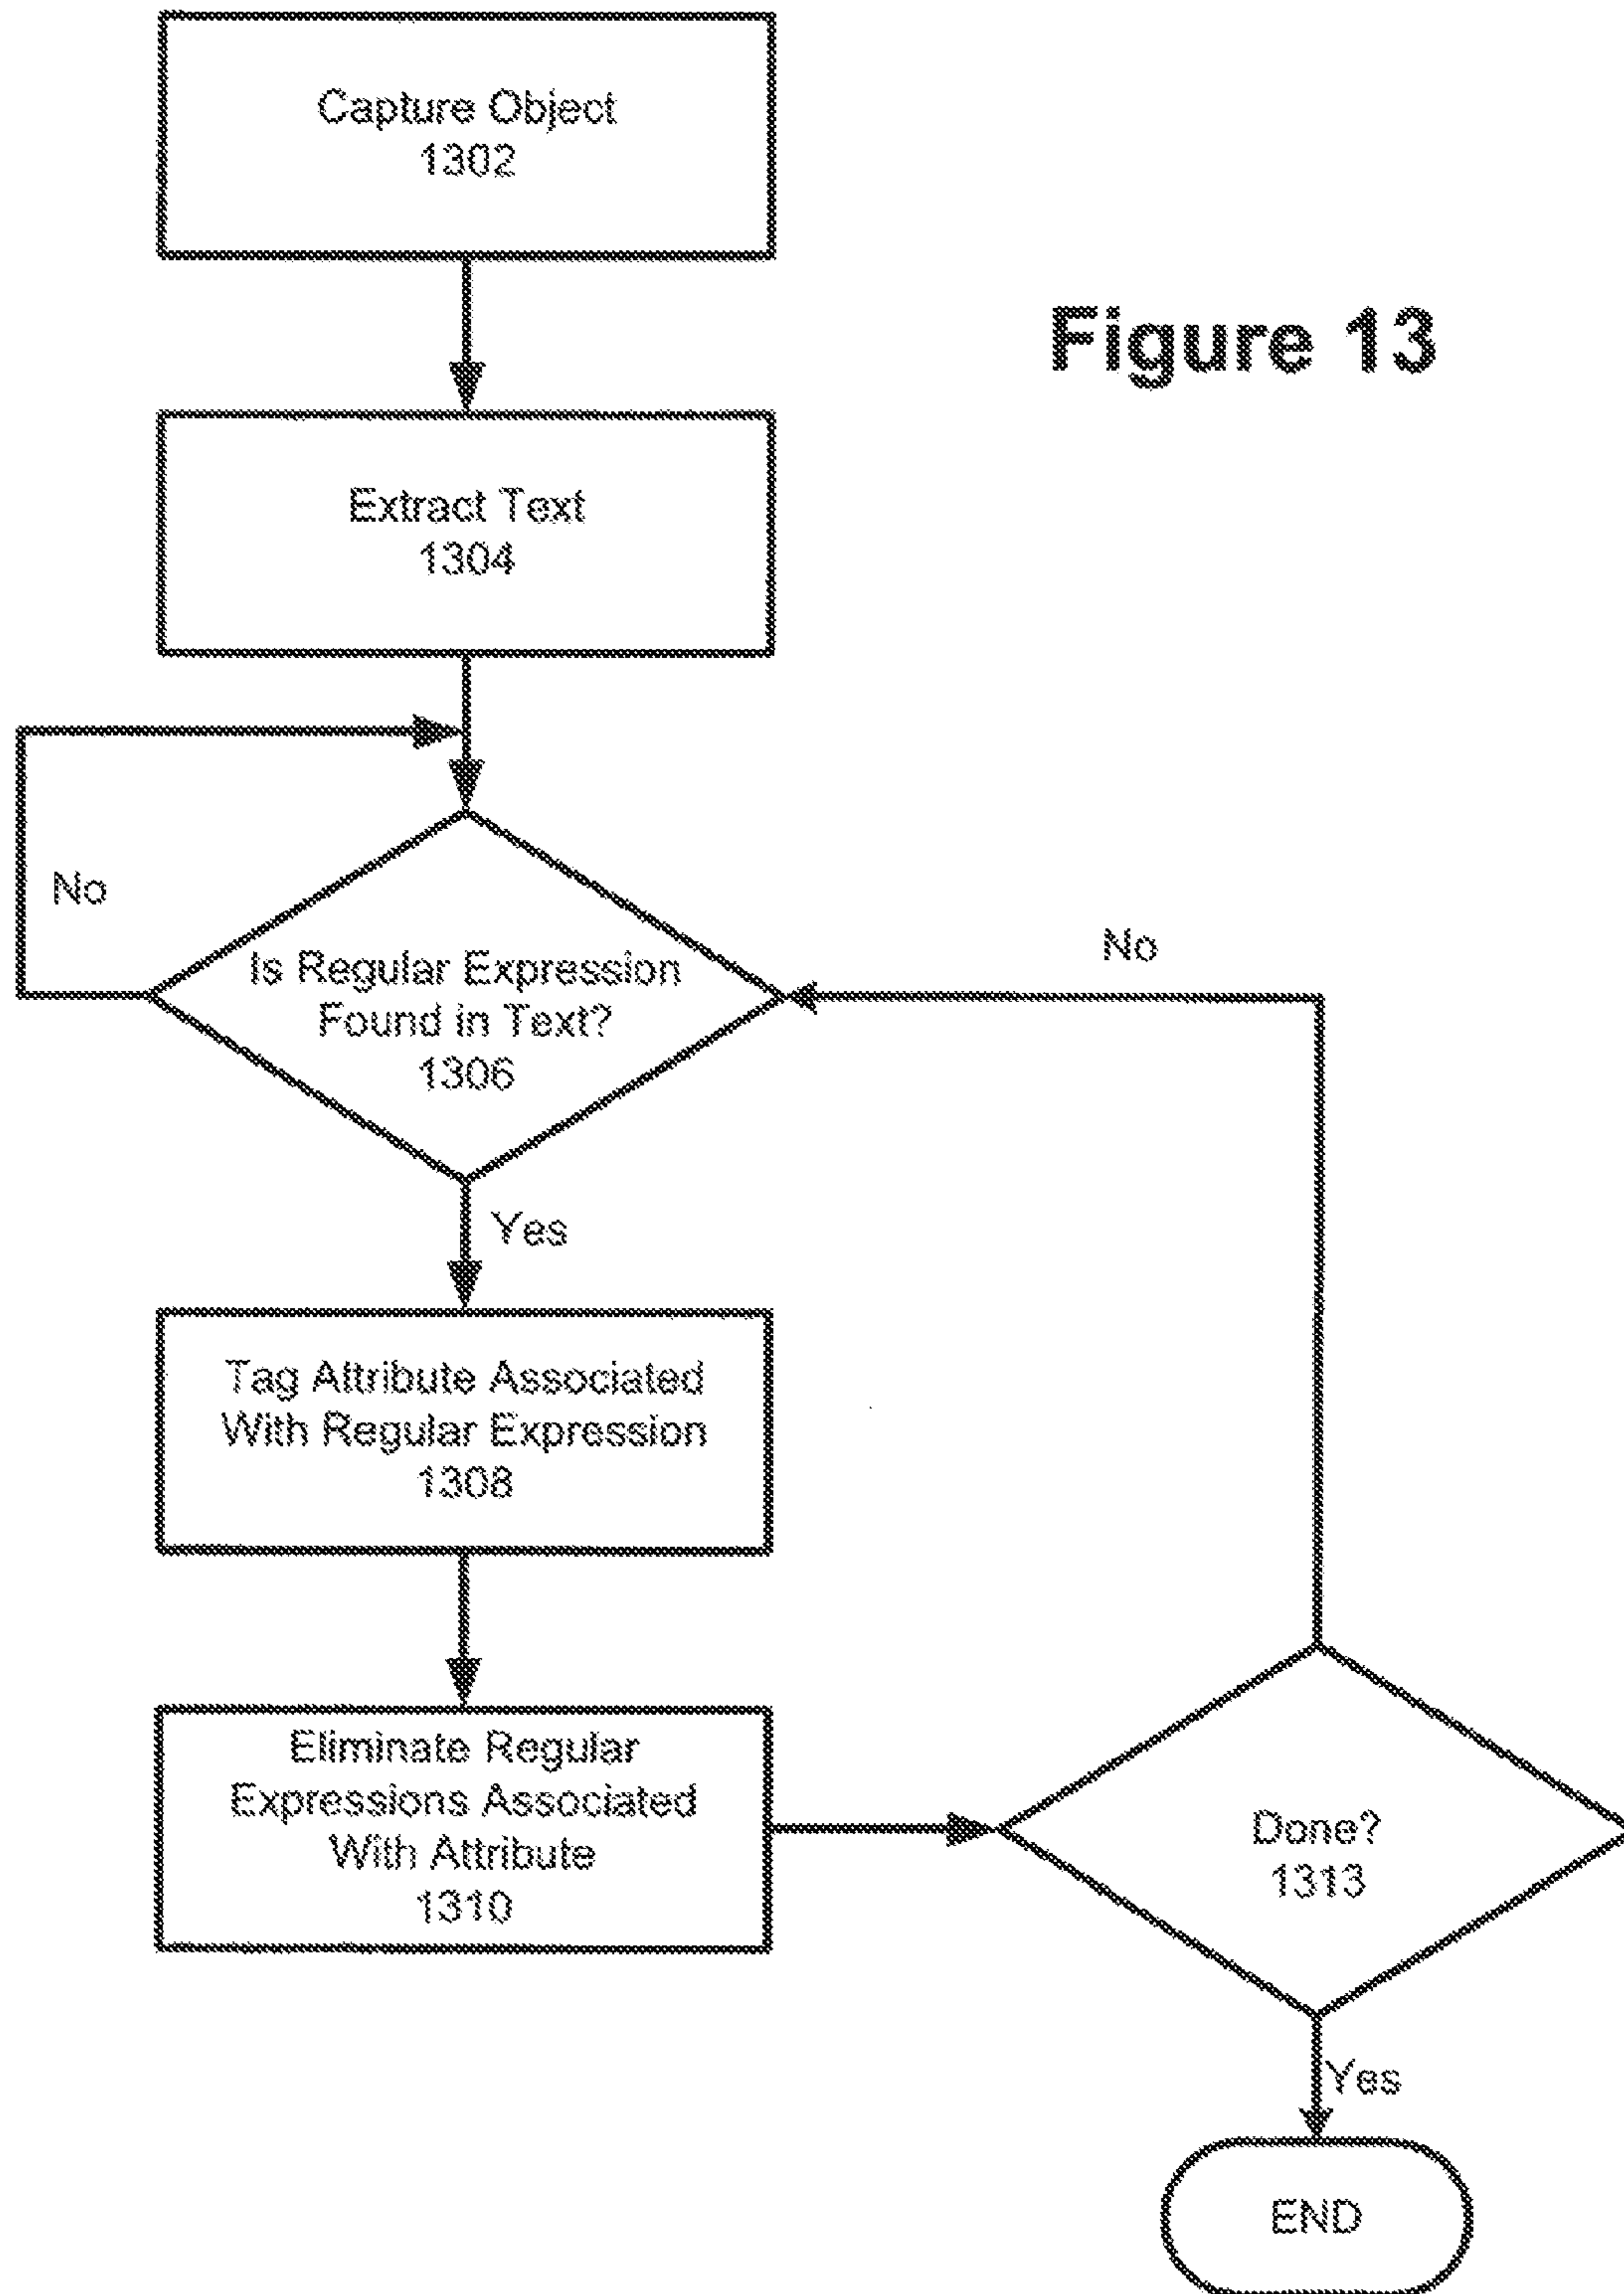 Capture Object
1302
Figure 13
Extract Text
1304
No
Is Regular Expression
Found in Text?
1306
No
Yes
Tag Attribute Associated
With Regular Expression
1308
Eliminate Regular
Expressions Associated
With Attribute
1310
Done?
1313
Yes
END